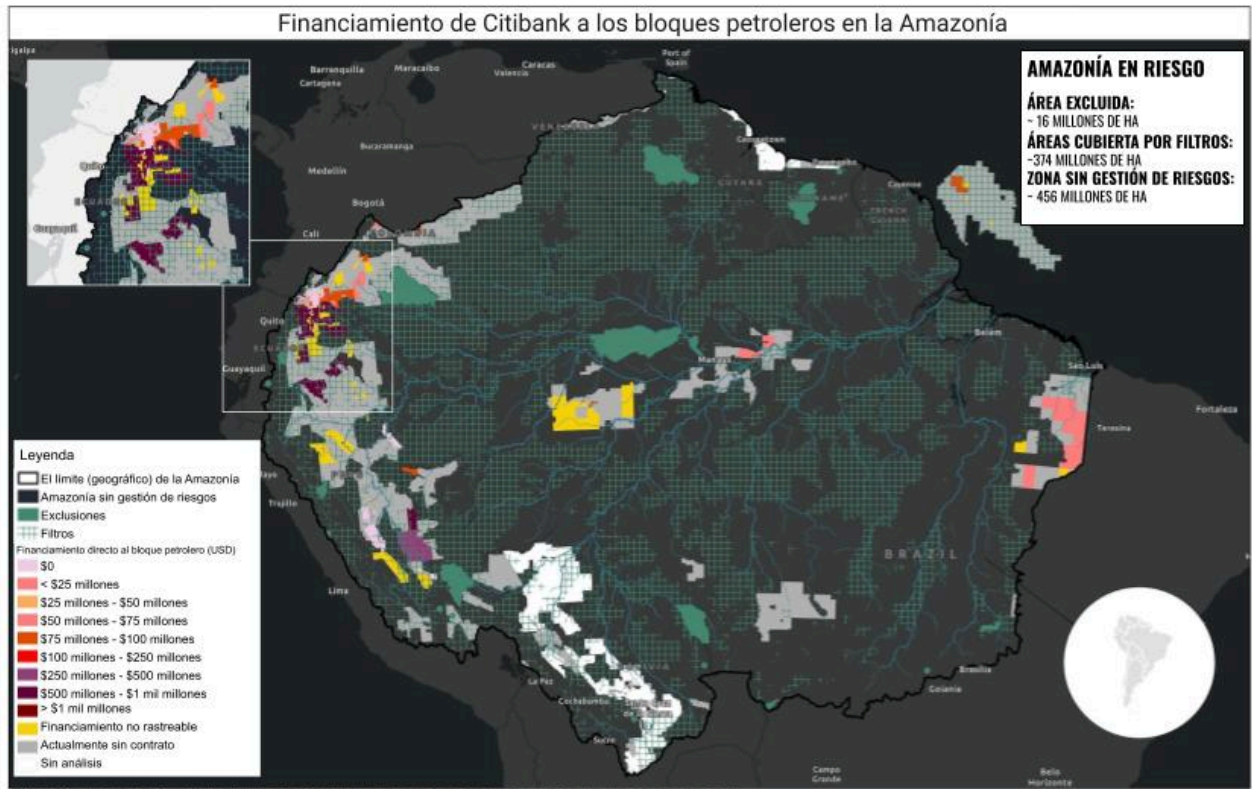 Financiamiento de Citibank a los bloques petroleros en la Amazonía
AMAZONÍA EN RIESGO
ÁREA EXCLUIDA:
~ 16 MILLONES DE HA
ÁREAS CUBIERTA POR FILTROS:
~374 MILLONES DE HA
ZONA SIN GESTIÓN DE RIESGOS:
~ 456 MILLONES DE HA
Port of
Spain
Barranquilla
Maracaibo
Caracas
Cartagena
Valencia
Bucaramanga
Medellín
Bogotá
Cali
Quito
Guayaquil
Quito
ECUADOR
Guayaquil
Georgetown
Paramaribo
GUYANA
Cayenne
FRENCH
Manaus
Belém
São Luís
Teresina
Fortaleza
Trujillo
Lima
BRAZIL
La Paz
Cochabamba
Sucre
Brasília
Goiania
Campo
Grande
Belo
Horizonte
Leyenda
El límite (geográfico) de la Amazonía
Amazonía sin gestión de riesgos
Exclusiones
Filtros
Financiamiento directo al bloque petrolero (USD)
$0
< $25 millones
$25 millones - $50 millones
$50 millones - $75 millones
$75 millones - $100 millones
$100 millones - $250 millones
$250 millones - $500 millones
$500 millones - $1 mil millones
> $1 mil millones
Financiamiento no rastreable
Actualmente sin contrato
Sin análisis